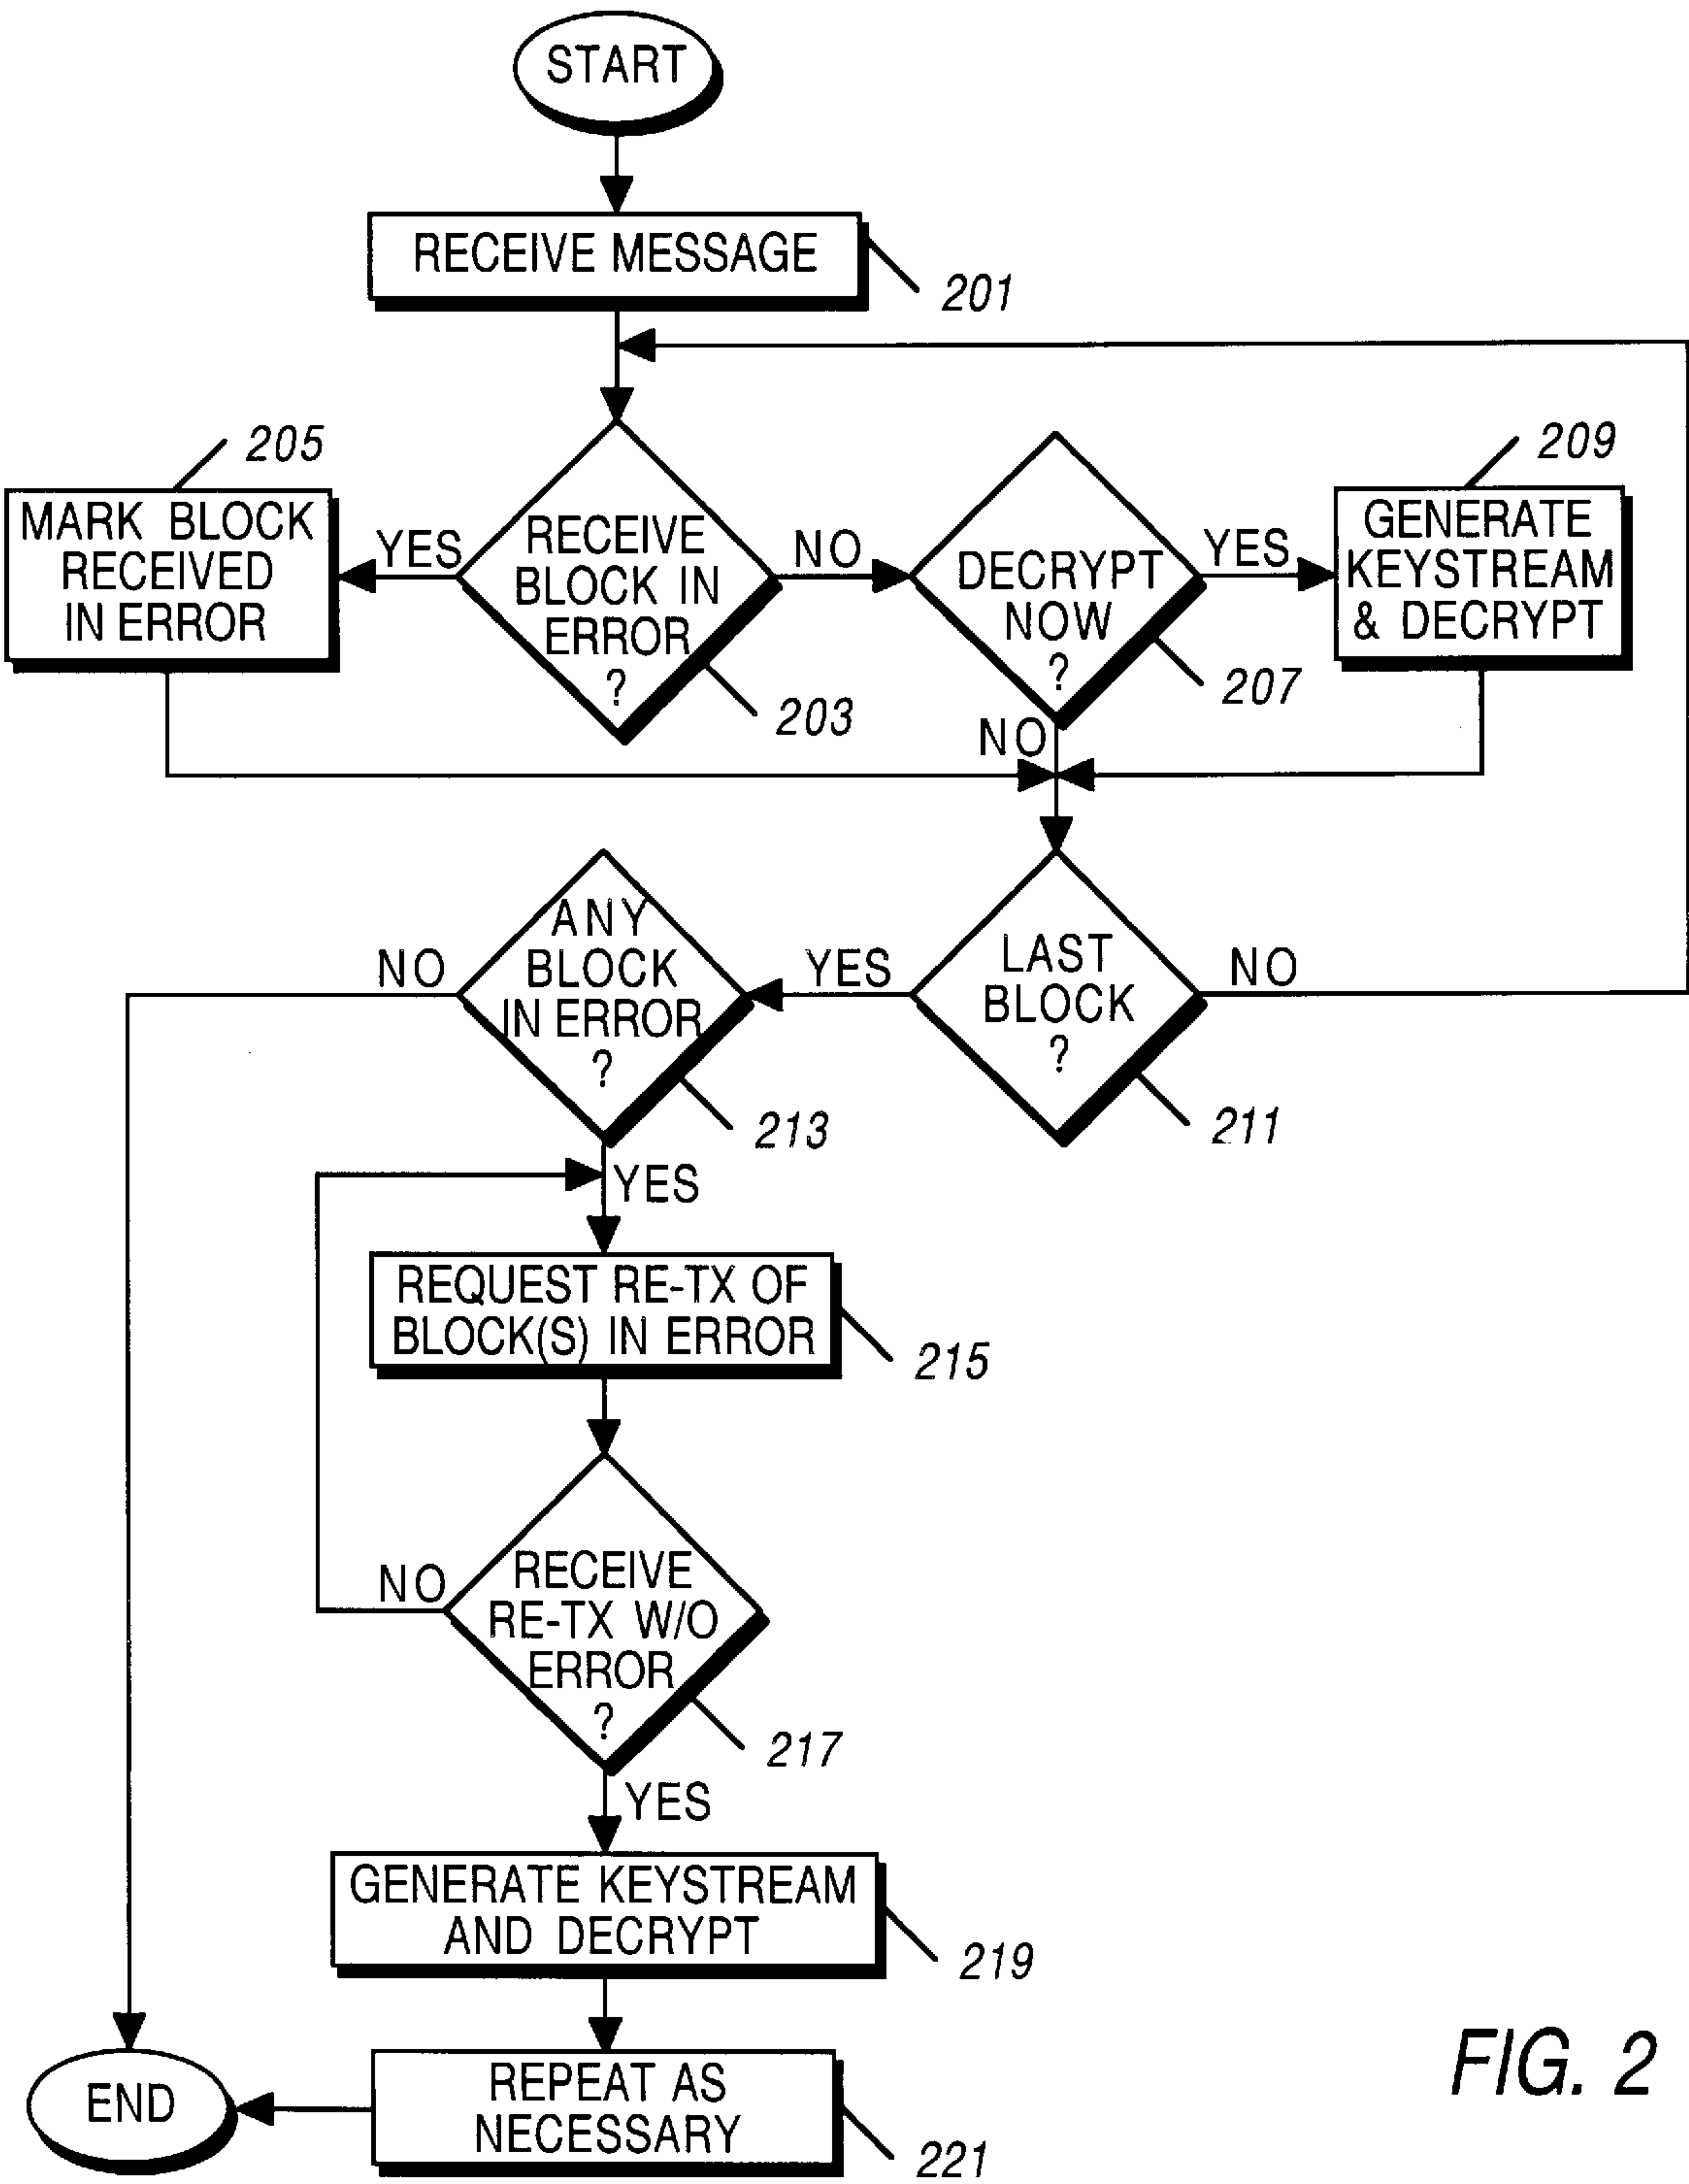 START
RECEIVE MESSAGE
201
205
MARK BLOCK
RECEIVED
IN ERROR
YES
RECEIVE
BLOCK IN
ERROR
?
203
NO
DECRYPT
NOW
?
207
YES
209
GENERATE
KEYSTREAM
& DECRYPT
NO
LAST
BLOCK
?
211
NO
YES
ANY
BLOCK
IN ERROR
?
213
NO
YES
REQUEST RE-TX OF
BLOCK(S) IN ERROR
215
RECEIVE
RE-TX W/O
ERROR
?
217
NO
YES
GENERATE KEYSTREAM
AND DECRYPT
219
REPEAT AS
NECESSARY
221
END
FIG. 2